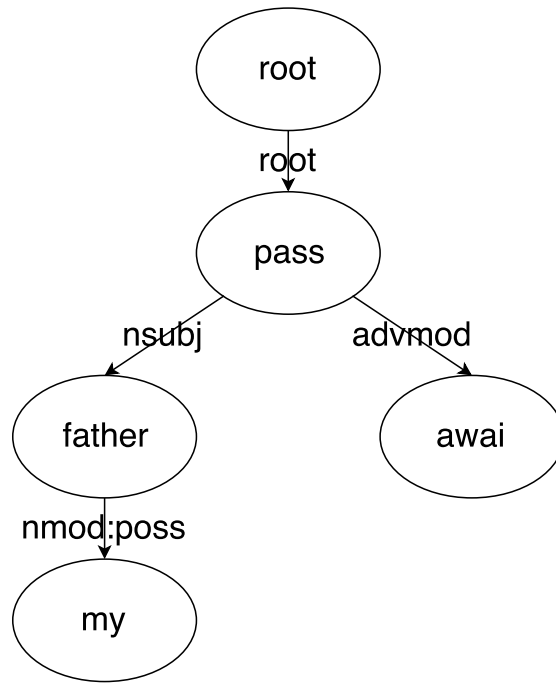 root
root
pass
nsubj advmod
father awai
nmod:poss
my